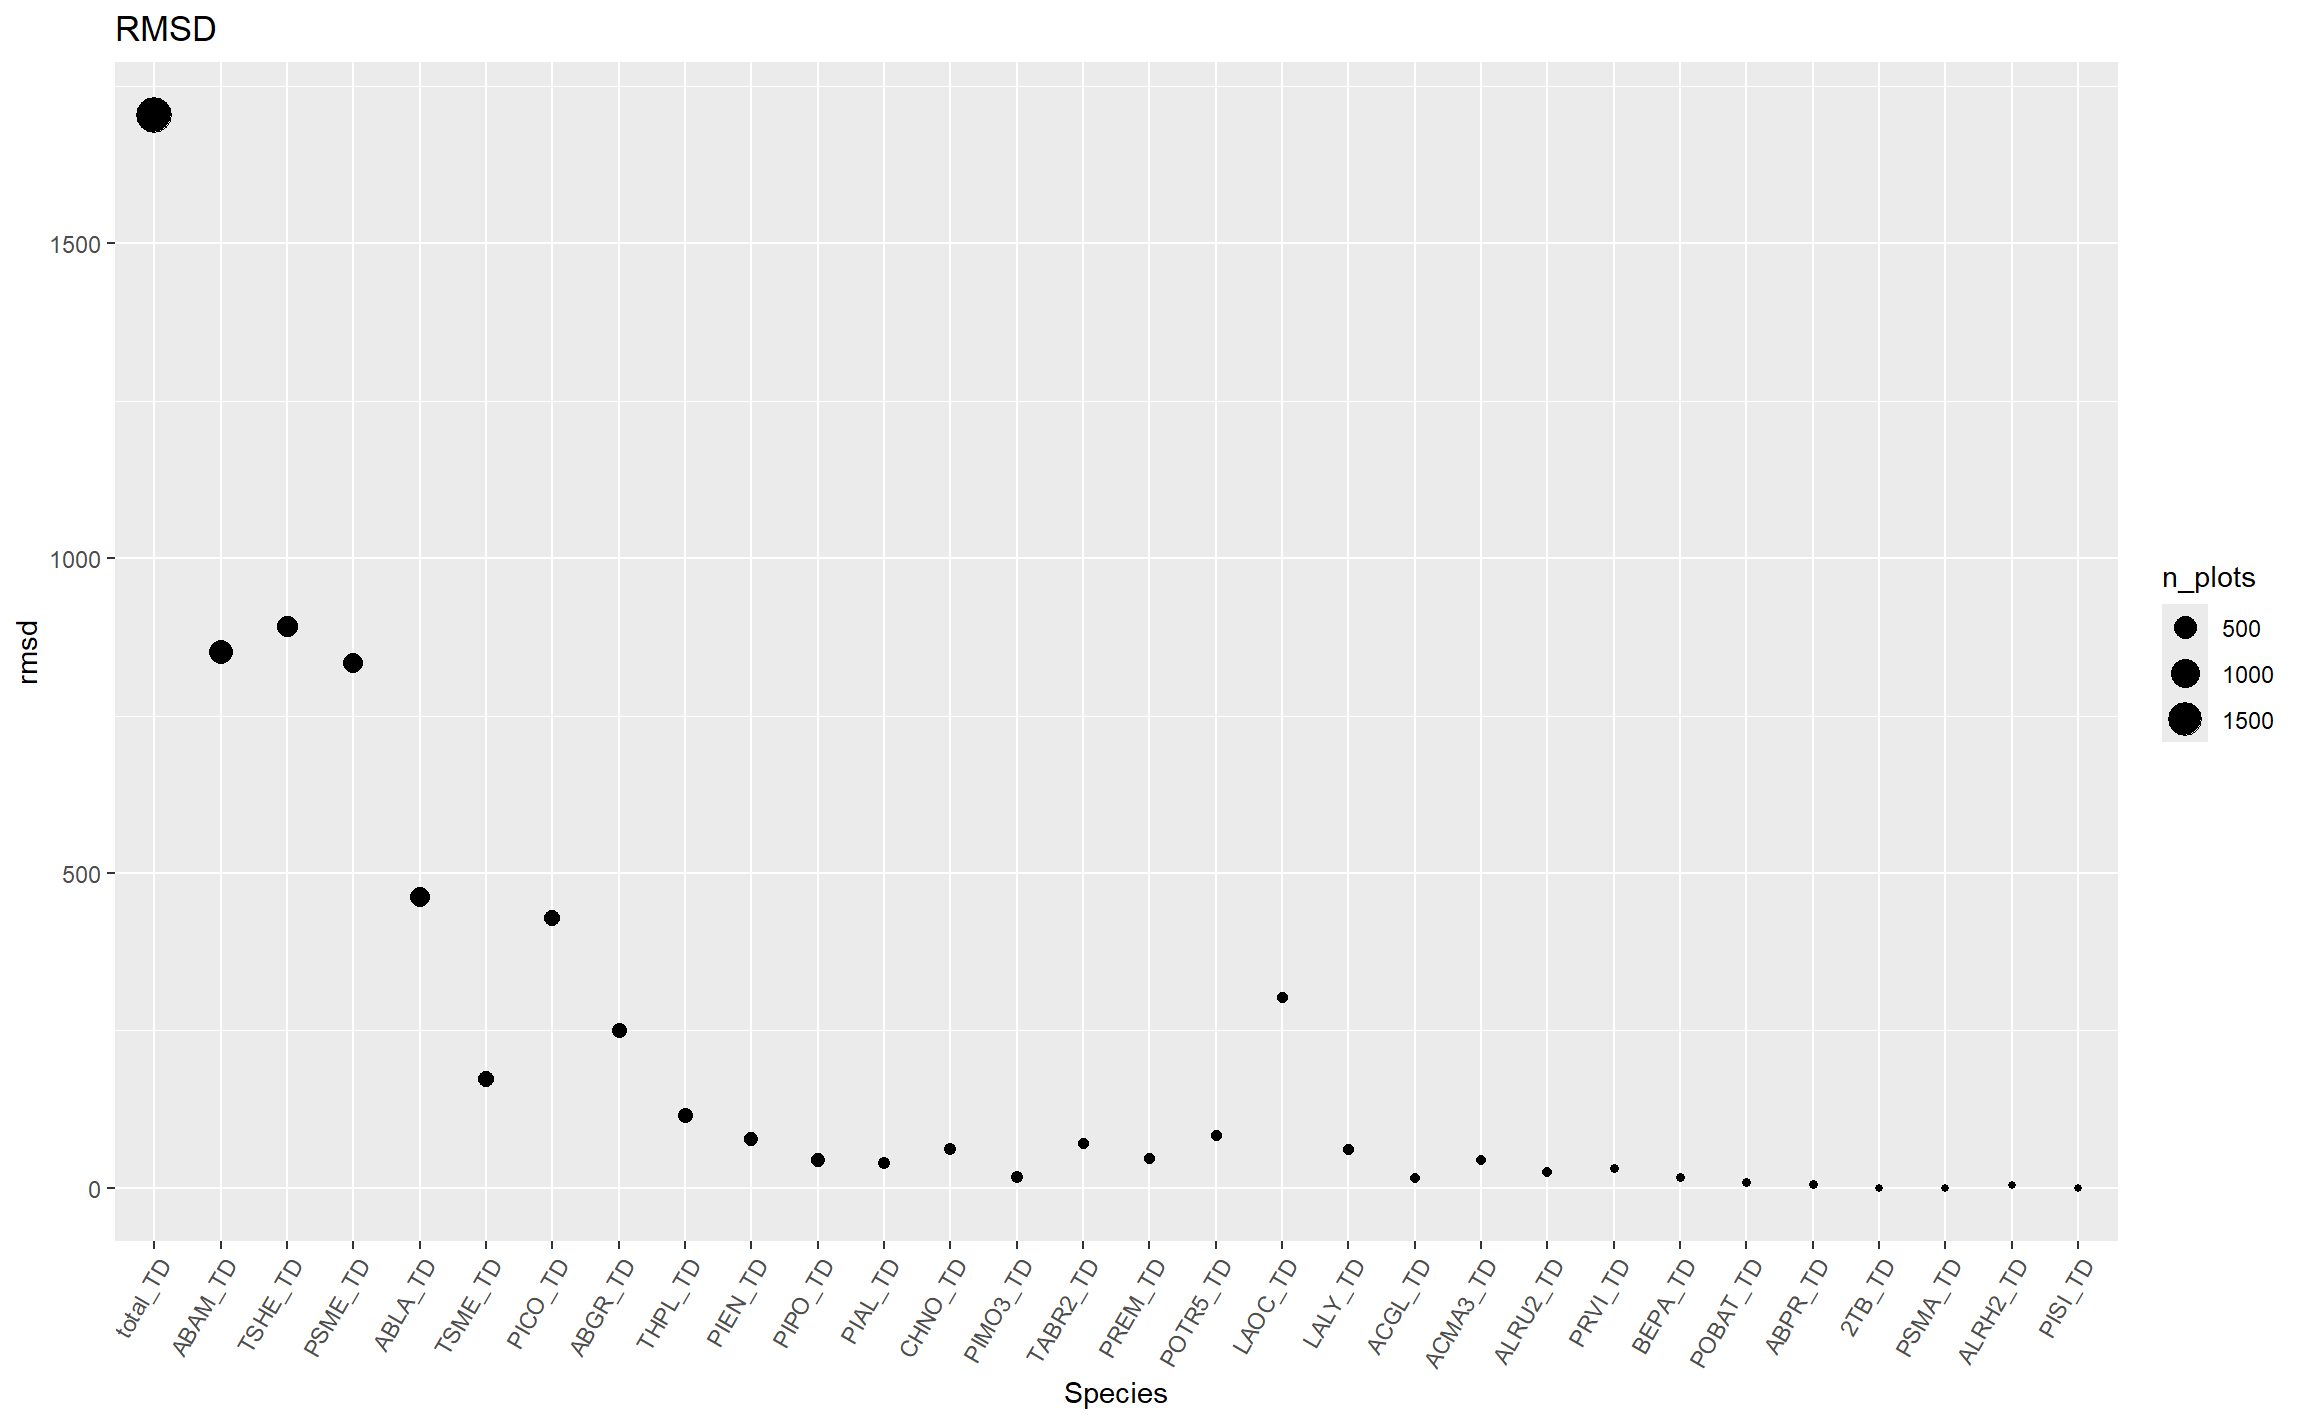 RMSD
1500
1000
500
0
rmsd
total_TD
ABAM_TD
TSHE_TD
PSME_TD
ABLA_TD
TSME_TD
PICO_TD
ABGR_TD
THPL_TD
PIEN_TD
PIPO_TD
PIAL_TD
CHNO_TD
PIMO3_TD
TABR2_TD
PREM_TD
POTR5_TD
LAOC_TD
LALY_TD
ACGL_TD
ACMA3_TD
ALRU2_TD
PRVI_TD
BEPA_TD
POBAT_TD
ABPR_TD
2TB_TD
PSMA_TD
ALRH2_TD
PISI_TD
Species
n_plots
500
1000
1500